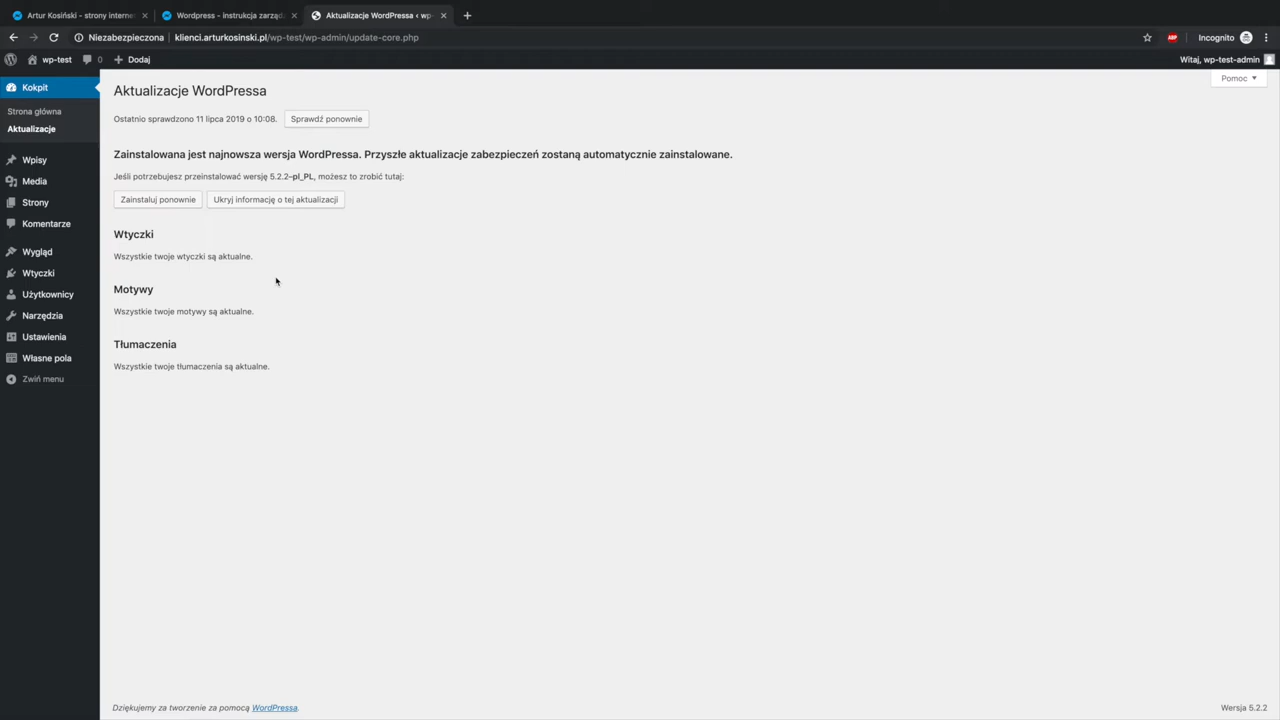 Artur Kosiński – strony interne
Wordpress – instrukcja zarząd
Aktualizacje WordPressa ‹ wp-
Niezabezpieczona
klienci.arturkosinski.pl/wp-test/wp-admin/update-core.php
ABP
Incognito
wp-test
0
Dodaj
Witaj, wp-test-admin
Kokpit
Strona główna
Aktualizacje
Wpisy
Media
Strony
Komentarze
Wygląd
Wtyczki
Użytkownicy
Narzędzia
Ustawienia
Własne pola
Zwiń menu
Pomoc
Aktualizacje WordPressa
Ostatnio sprawdzono 11 lipca 2019 o 10:08. Sprawdź ponownie
Zainstalowana jest najnowsza wersja WordPressa. Przyszłe aktualizacje zabezpieczeń zostaną automatycznie zainstalowane.
Jeśli potrzebujesz przeinstalować wersję 5.2.2–pl_PL, możesz to zrobić tutaj:
Zainstaluj ponownie Ukryj informację o tej aktualizacji
Wtyczki
Wszystkie twoje wtyczki są aktualne.
Motywy
Wszystkie twoje motywy są aktualne.
Tłumaczenia
Wszystkie twoje tłumaczenia są aktualne.
Dziękujemy za tworzenie za pomocą WordPressa.
Wersja 5.2.2